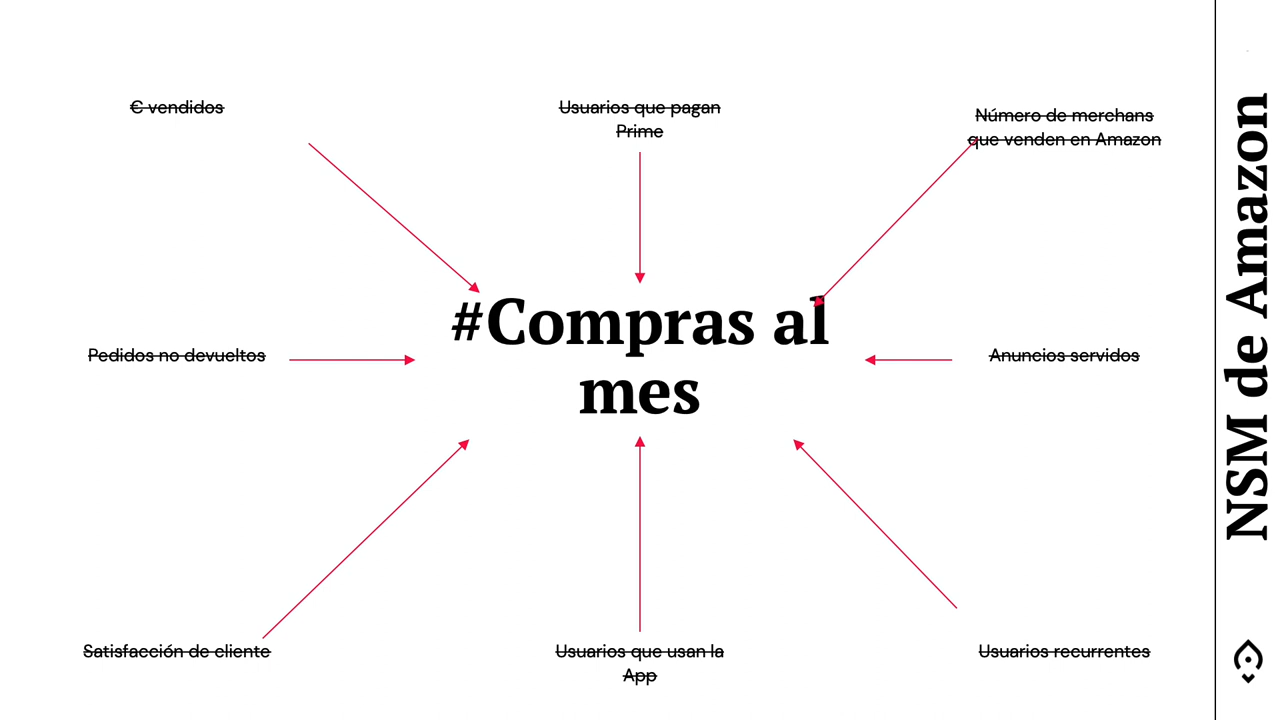 € vendidos
Usuarios que pagan
Prime
Número de merchans
que venden en Amazon
#Compras al
mes
Pedidos no devueltos
Anuncios servidos
Satisfacción de cliente
Usuarios que usan la
App
Usuarios recurrentes
NSM de Amazon